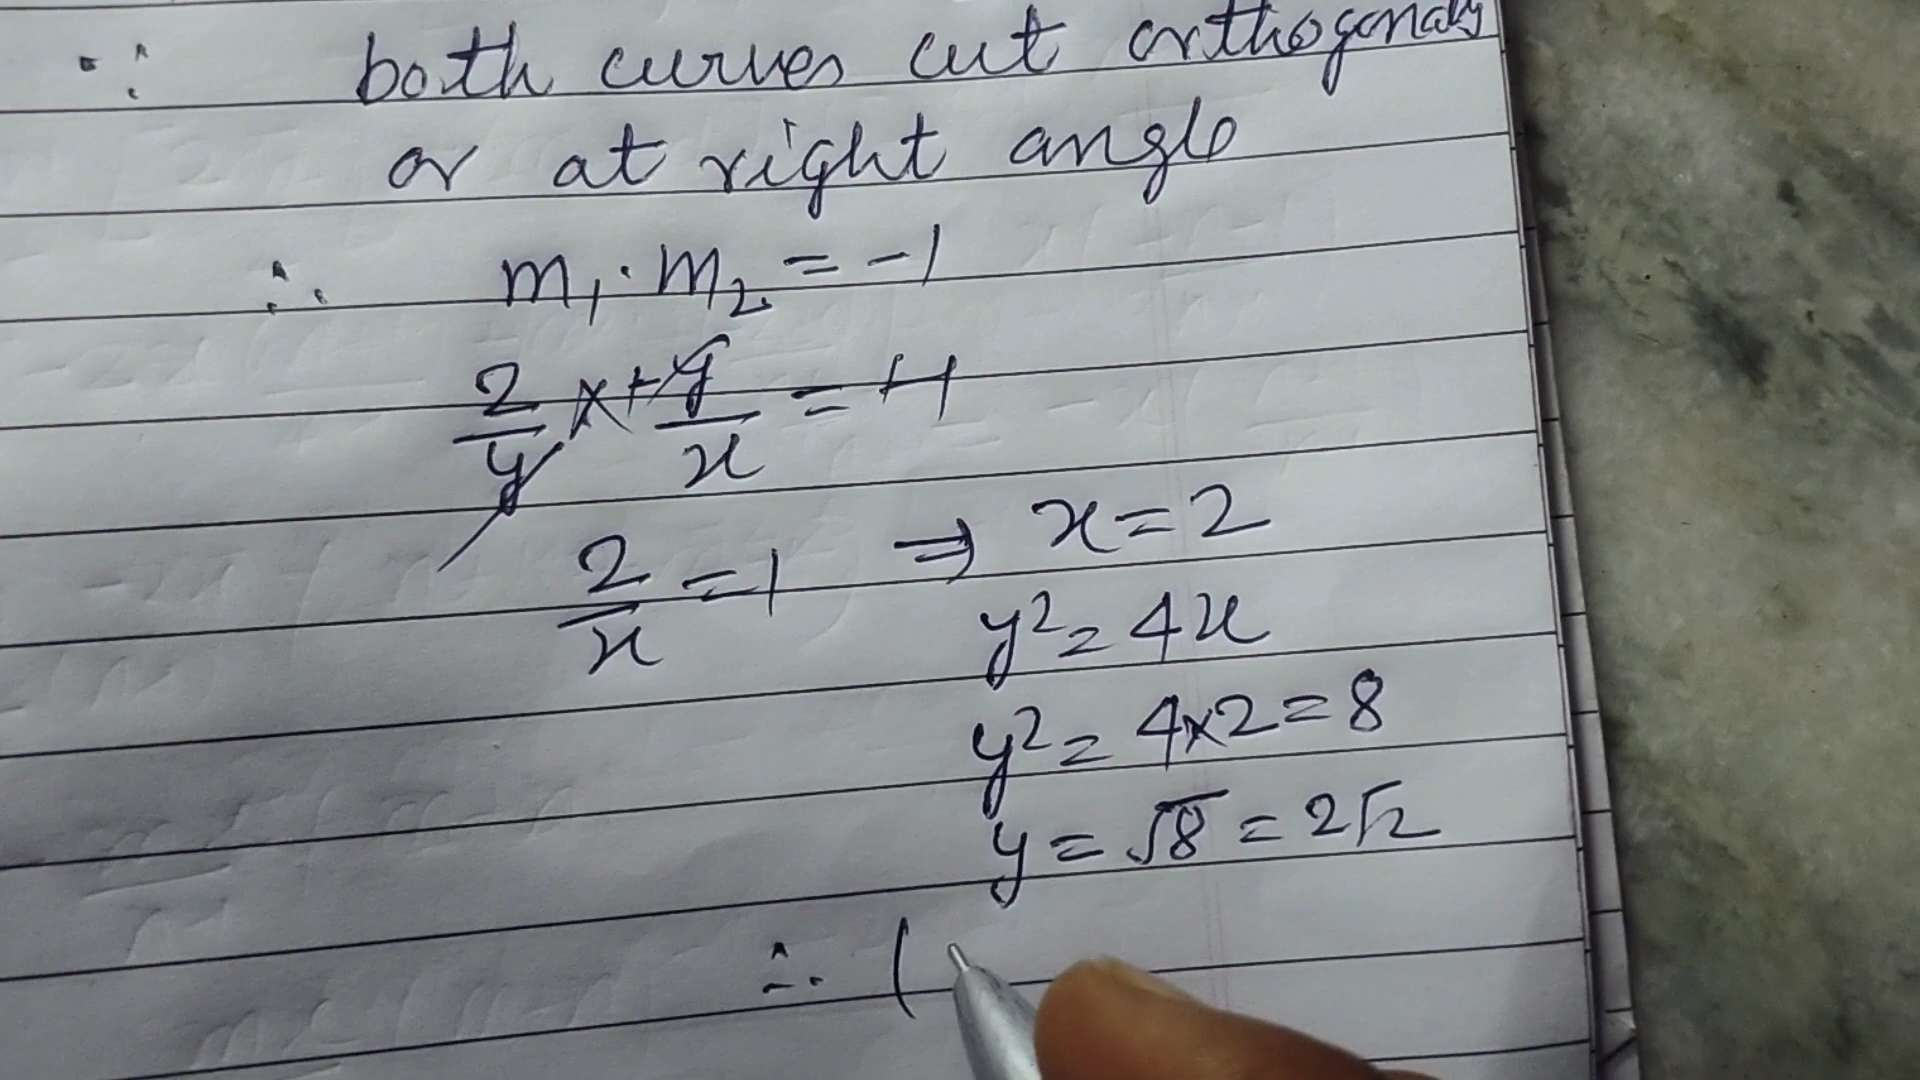 ∵ both curves cut orthogonally
or at right angle
∴ m₁·m₂ = -1
2/y × -y/x = -1
2/x = 1 ⇒ x = 2
y² = 4x
y² = 4×2 = 8
y = √8 = 2√2
∴ (